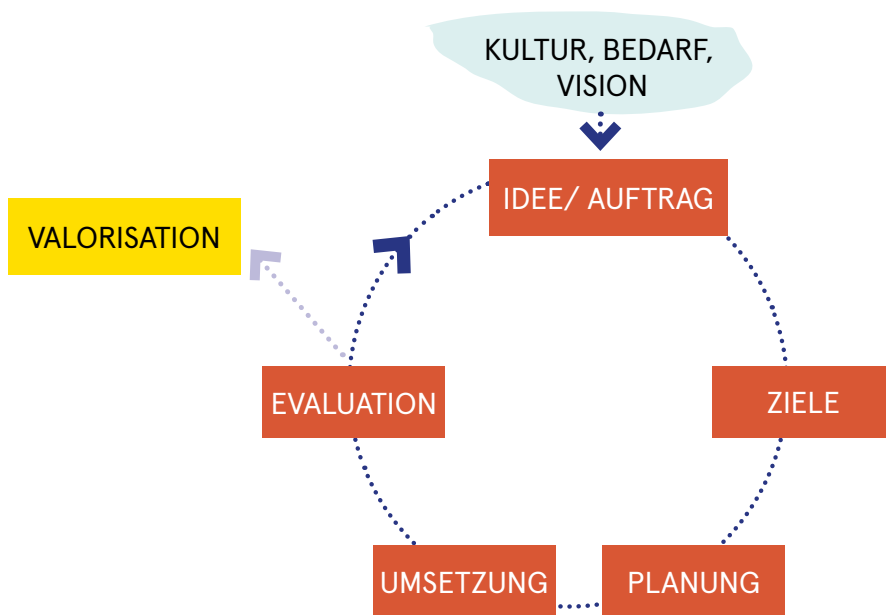 KULTUR, BEDARF,
VISION
IDEE/ AUFTRAG
VALORISATION
EVALUATION
ZIELE
UMSETZUNG
PLANUNG